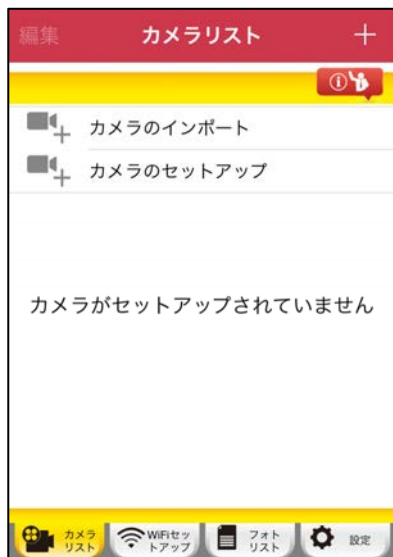 編集 カメラリスト +
カメラのインポート
カメラのセットアップ
カメラがセットアップされていません
カメラ
リスト
WiFiセッ
トアップ
フォト
リスト
設定